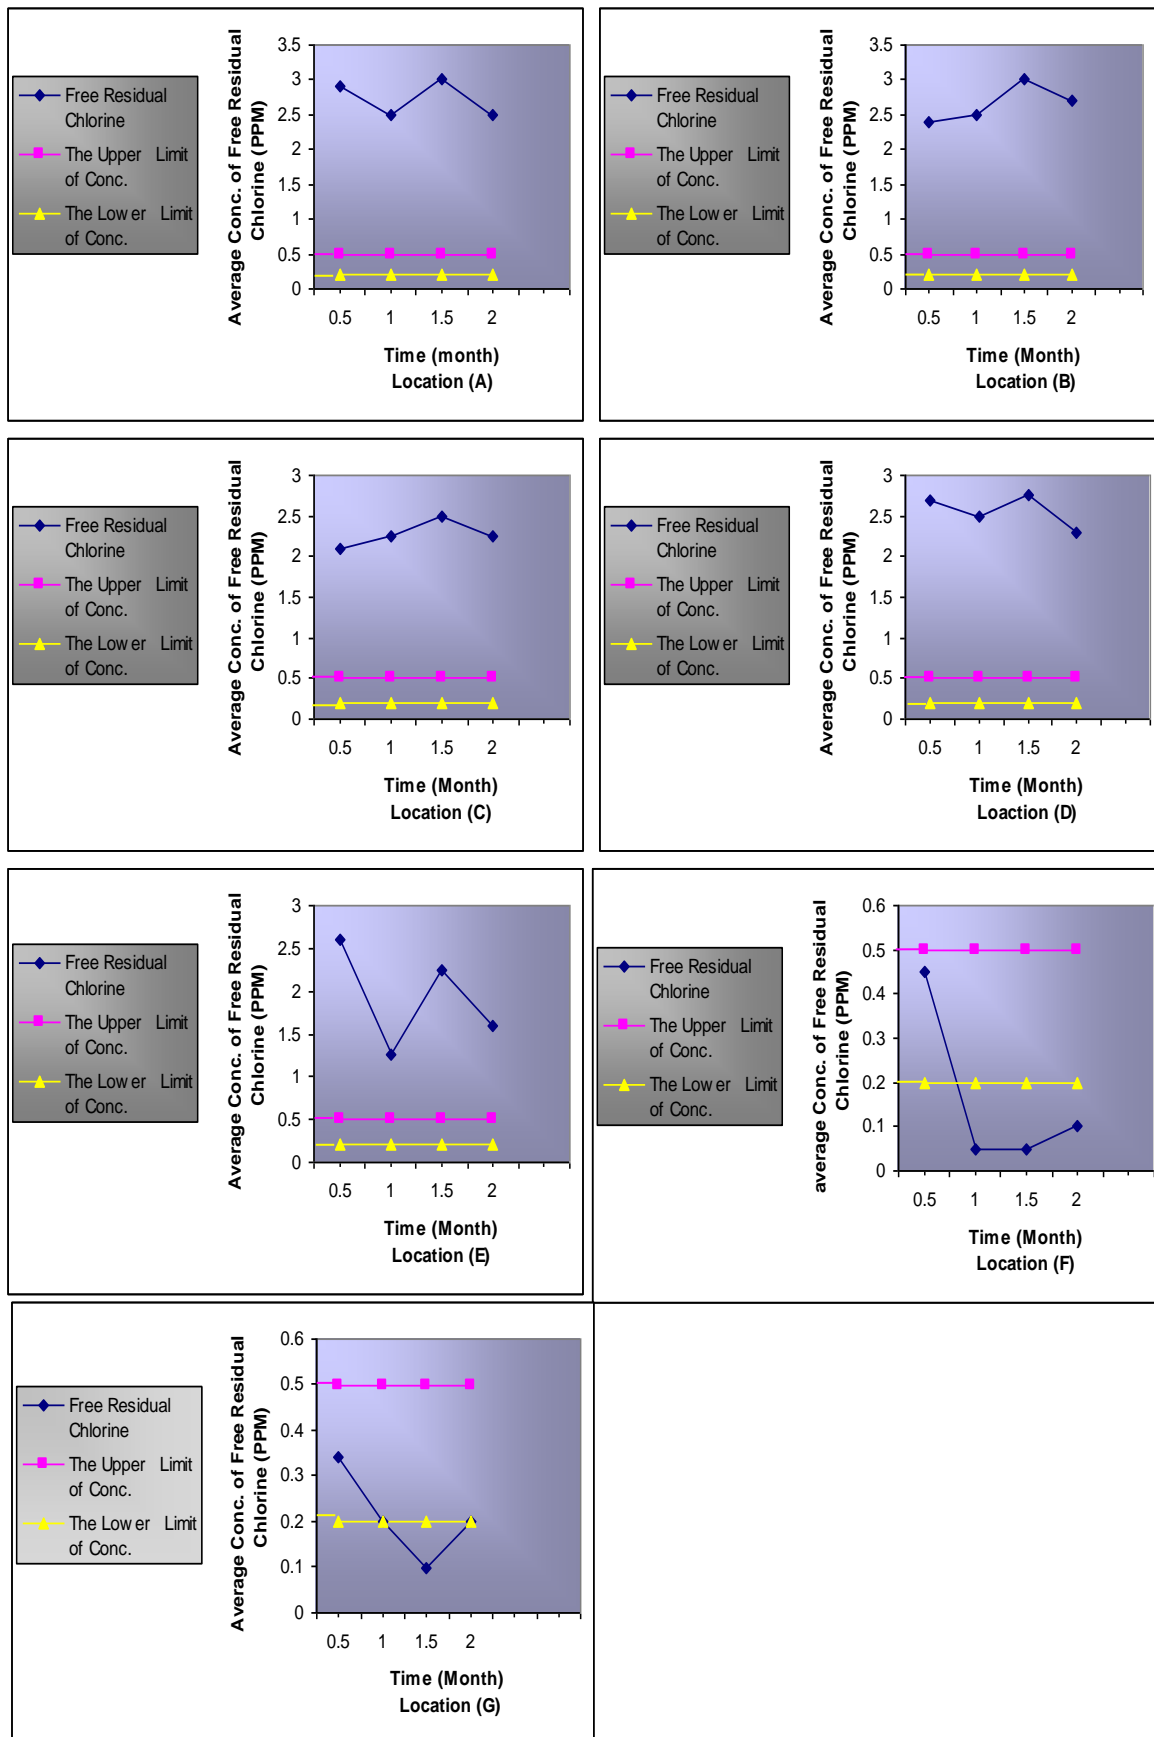 Free Residual
Chlorine
The Upper Limit
of Conc.
The Lower Limit
of Conc.
Average Conc. of Free Residual
Chlorine (PPM)
3.5
3
2.5
2
1.5
1
0.5
0
0.5 1 1.5 2
Time (month)
Location (A)
Free Residual
Chlorine
The Upper Limit
of Conc.
The Lower Limit
of Conc.
Average Conc. of Free Residual
Chlorine (PPM)
3.5
3
2.5
2
1.5
1
0.5
0
0.5 1 1.5 2
Time (Month)
Location (B)
Free Residual
Chlorine
The Upper Limit
of Conc.
The Lower Limit
of Conc.
Average Conc. of Free Residual
Chlorine (PPM)
3
2.5
2
1.5
1
0.5
0
0.5 1 1.5 2
Time (Month)
Location (C)
Free Residual
Chlorine
The Upper Limit
of Conc.
The Lower Limit
of Conc.
Average Conc. of Free Residual
Chlorine (PPM)
3
2.5
2
1.5
1
0.5
0
0.5 1 1.5 2
Time (Month)
Loaction (D)
Free Residual
Chlorine
The Upper Limit
of Conc.
The Lower Limit
of Conc.
Average Conc. of Free Residual
Chlorine (PPM)
3
2.5
2
1.5
1
0.5
0
0.5 1 1.5 2
Time (Month)
Location (E)
Free Residual
Chlorine
The Upper Limit
of Conc.
The Lower Limit
of Conc.
average Conc. of Free Residual
Chlorine (PPM)
0.6
0.5
0.4
0.3
0.2
0.1
0
0.5 1 1.5 2
Time (Month)
Location (F)
Free Residual
Chlorine
The Upper Limit
of Conc.
The Lower Limit
of Conc.
Average Conc. of Free Residual
Chlorine (PPM)
0.6
0.5
0.4
0.3
0.2
0.1
0
0.5 1 1.5 2
Time (Month)
Location (G)